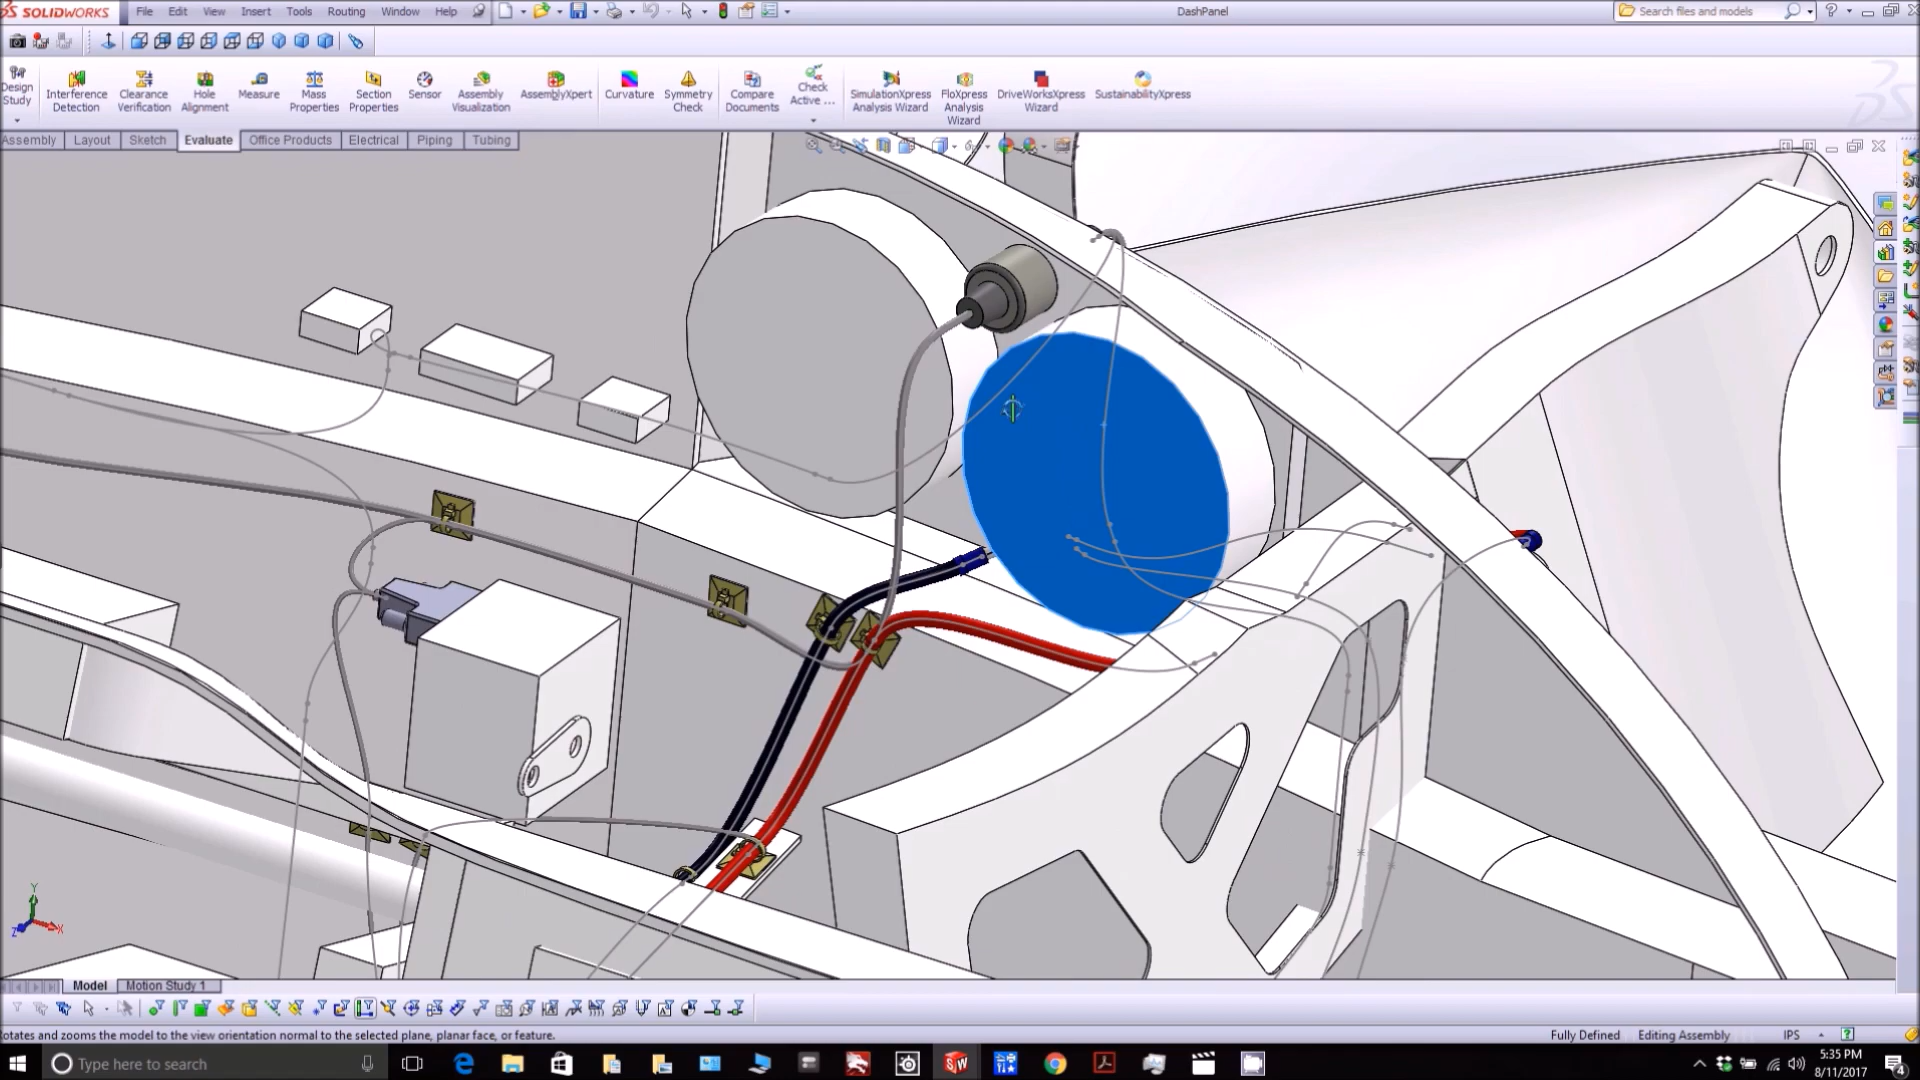 SOLIDWORKS File Edit View Insert Tools Routing Window Help DashPanel Search files and models
Design Study
Interference Detection
Clearance Verification
Hole Alignment
Measure
Mass Properties
Section Properties
Sensor
Assembly Visualization
AssemblyXpert
Curvature
Symmetry Check
Compare Documents
Check Active ...
SimulationXpress Analysis Wizard
FloXpress Analysis Wizard
DriveWorksXpress Wizard
SustainabilityXpress
Assembly Layout Sketch Evaluate Office Products Electrical Piping Tubing
Y
X
Z
Model Motion Study 1
otates and zooms the model to the view orientation normal to the selected plane, planar face, or feature. Fully Defined Editing Assembly IPS
Type here to search
SW
5:35 PM
8/11/2017
4